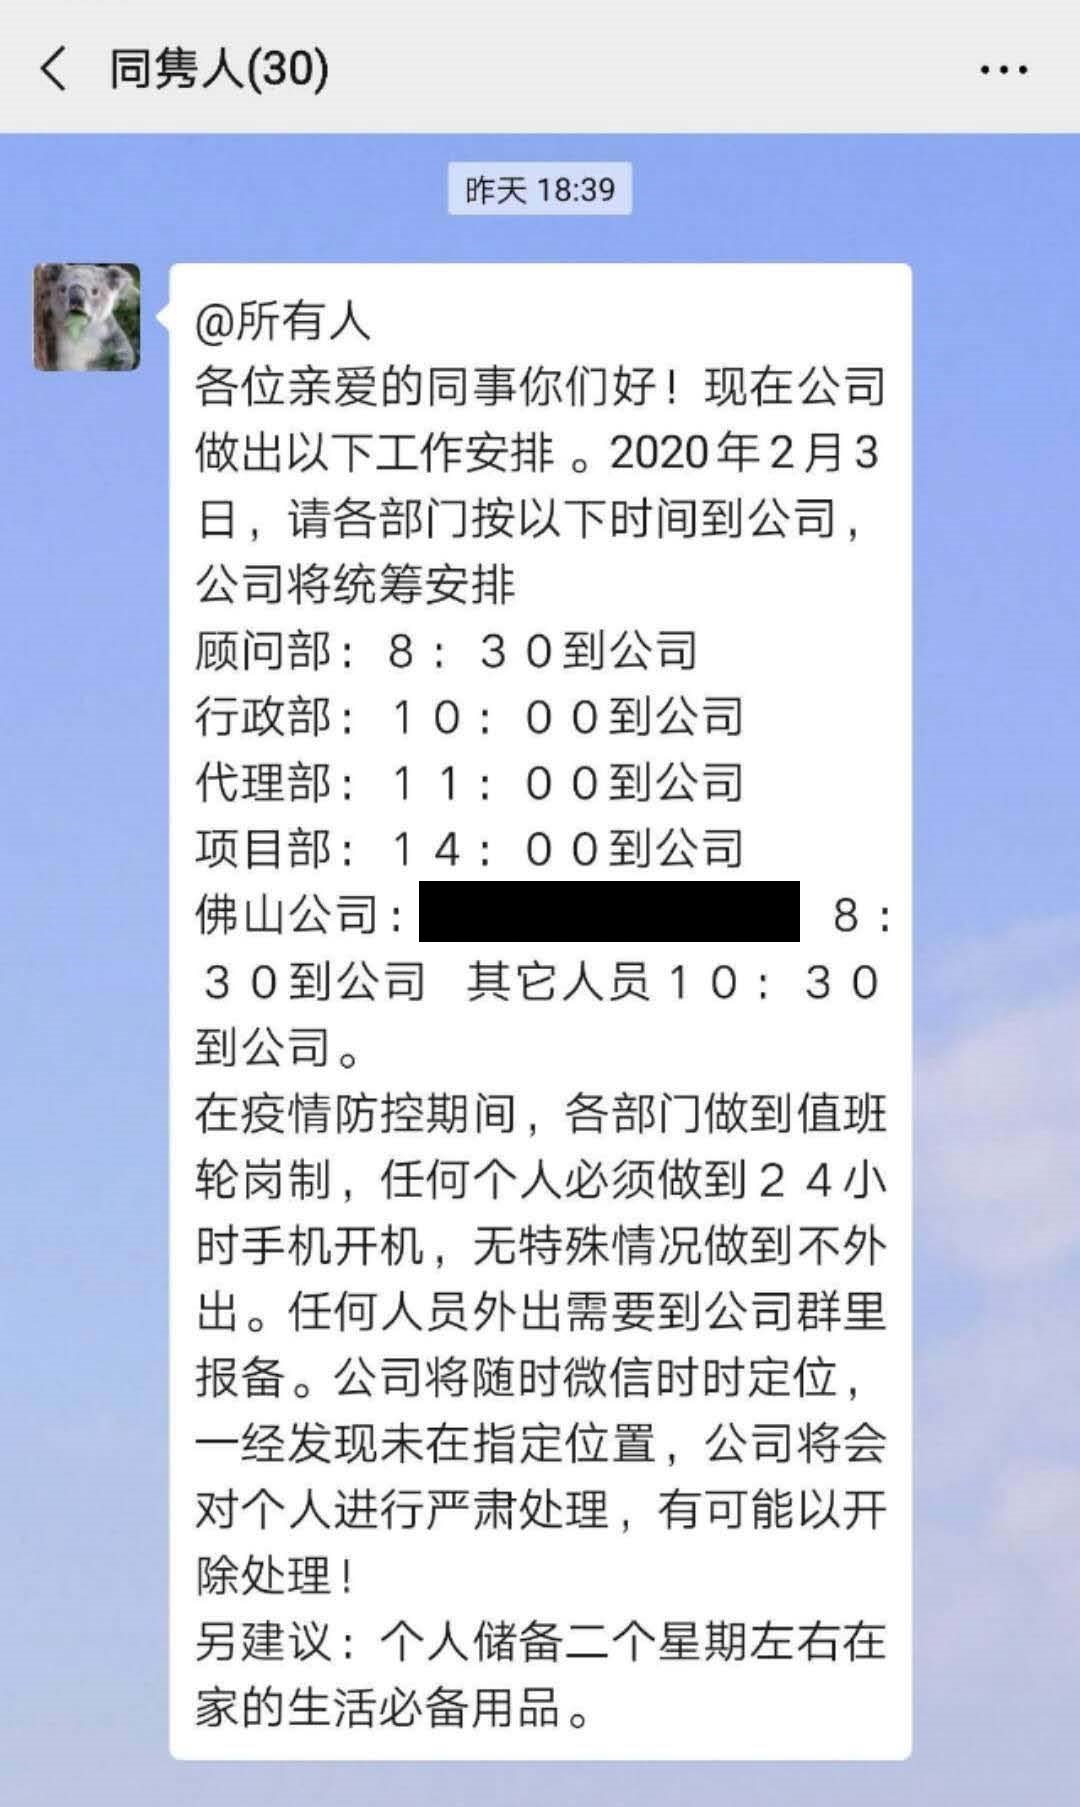 同隽人(30)
昨天 18:39
@所有人
各位亲爱的同事你们好！现在公司
做出以下工作安排 。2020年2月3
日，请各部门按以下时间到公司，
公司将统筹安排
顾问部：８：３０到公司
行政部：１０：００到公司
代理部：１１：００到公司
项目部：１４：００到公司
佛山公司： ８：
３０到公司 其它人员１０：３０
到公司。
在疫情防控期间，各部门做到值班
轮岗制，任何个人必须做到２４小
时手机开机，无特殊情况做到不外
出。任何人员外出需要到公司群里
报备。公司将随时微信时时定位，
一经发现未在指定位置，公司将会
对个人进行严肃处理，有可能以开
除处理！
另建议：个人储备二个星期左右在
家的生活必备用品。